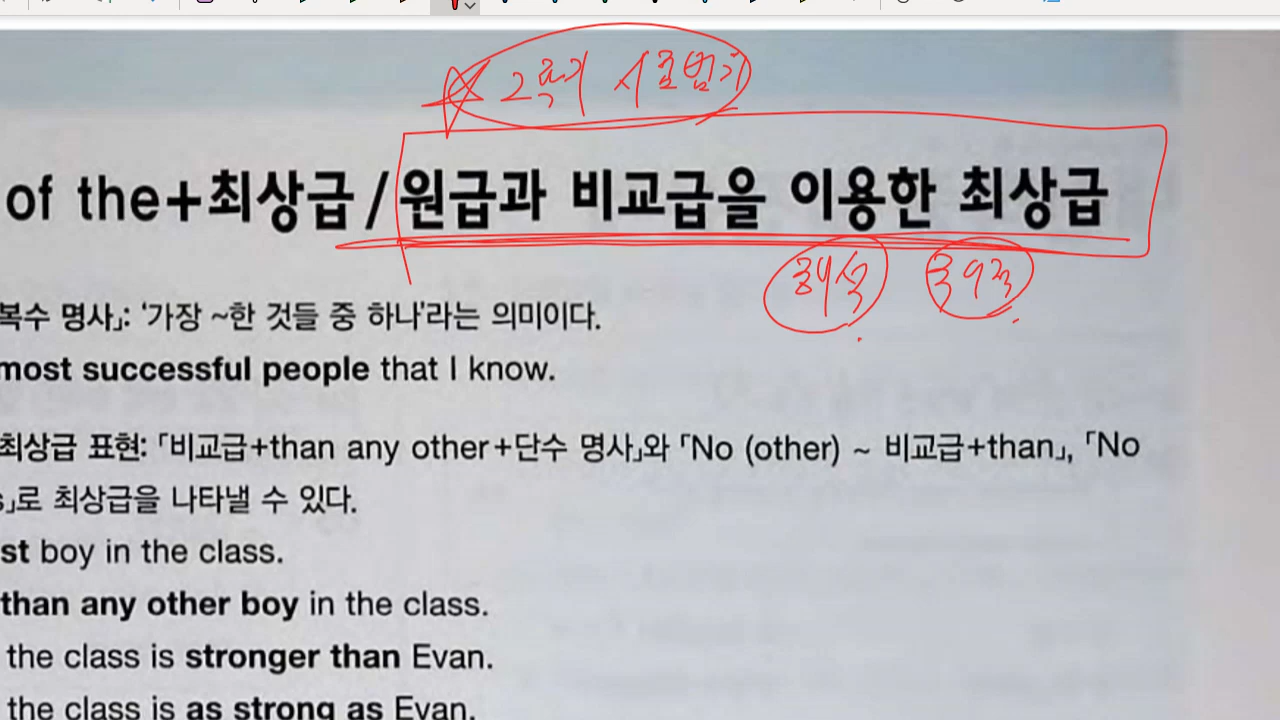 2학기 시험범위
of the+최상급/원급과 비교급을 이용한 최상급
해석
복수 명사」: '가장 ~한 것들 중 하나'라는 의미이다.
most successful people that I know.
최상급 표현: 「비교급+than any other+단수 명사」와 「No (other) ~ 비교급+than」, 「No
s」로 최상급을 나타낼 수 있다.
st boy in the class.
than any other boy in the class.
the class is stronger than Evan.
the class is as strong as Evan.